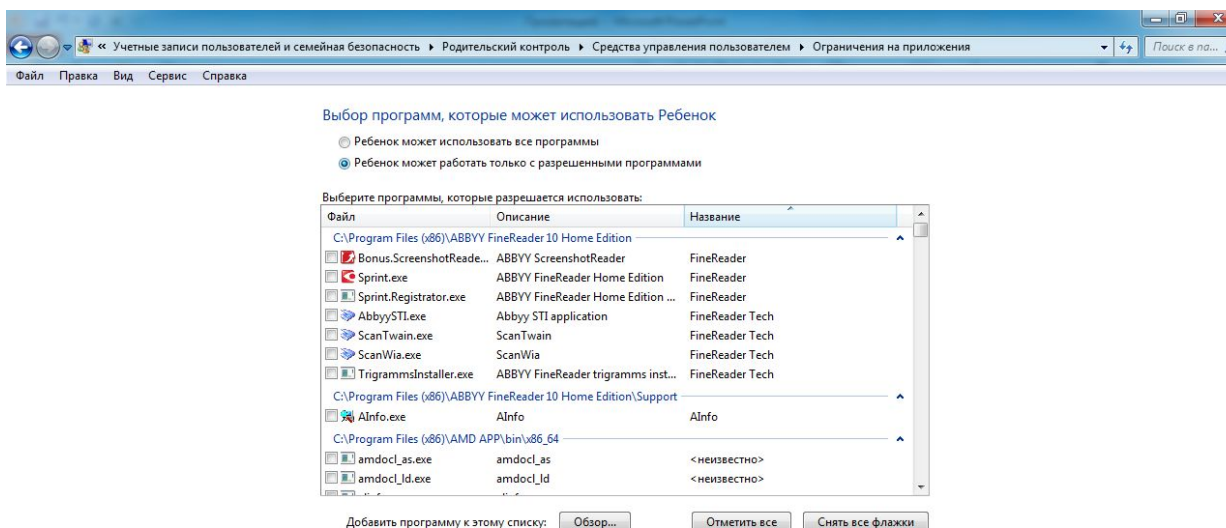 « Учетные записи пользователей и семейная безопасность ▸ Родительский контроль ▸ Средства управления пользователем ▸ Ограничения на приложения
Поиск в па...
Файл Правка Вид Сервис Справка
Выбор программ, которые может использовать Ребенок
Ребенок может использовать все программы
Ребенок может работать только с разрешенными программами
Выберите программы, которые разрешается использовать:
Файл Описание Название
C:\Program Files (x86)\ABBYY FineReader 10 Home Edition
Bonus.ScreenshotReade... ABBYY ScreenshotReader FineReader
Sprint.exe ABBYY FineReader Home Edition FineReader
Sprint.Registrator.exe ABBYY FineReader Home Edition ... FineReader
AbbyySTI.exe Abbyy STI application FineReader Tech
ScanTwain.exe ScanTwain FineReader Tech
ScanWia.exe ScanWia FineReader Tech
TrigrammsInstaller.exe ABBYY FineReader trigramms inst... FineReader Tech
C:\Program Files (x86)\ABBYY FineReader 10 Home Edition\Support
AInfo.exe AInfo AInfo
C:\Program Files (x86)\AMD APP\bin\x86_64
amdocl_as.exe amdocl_as <неизвестно>
amdocl_ld.exe amdocl_ld <неизвестно>
Добавить программу к этому списку: Обзор... Отметить все Снять все флажки